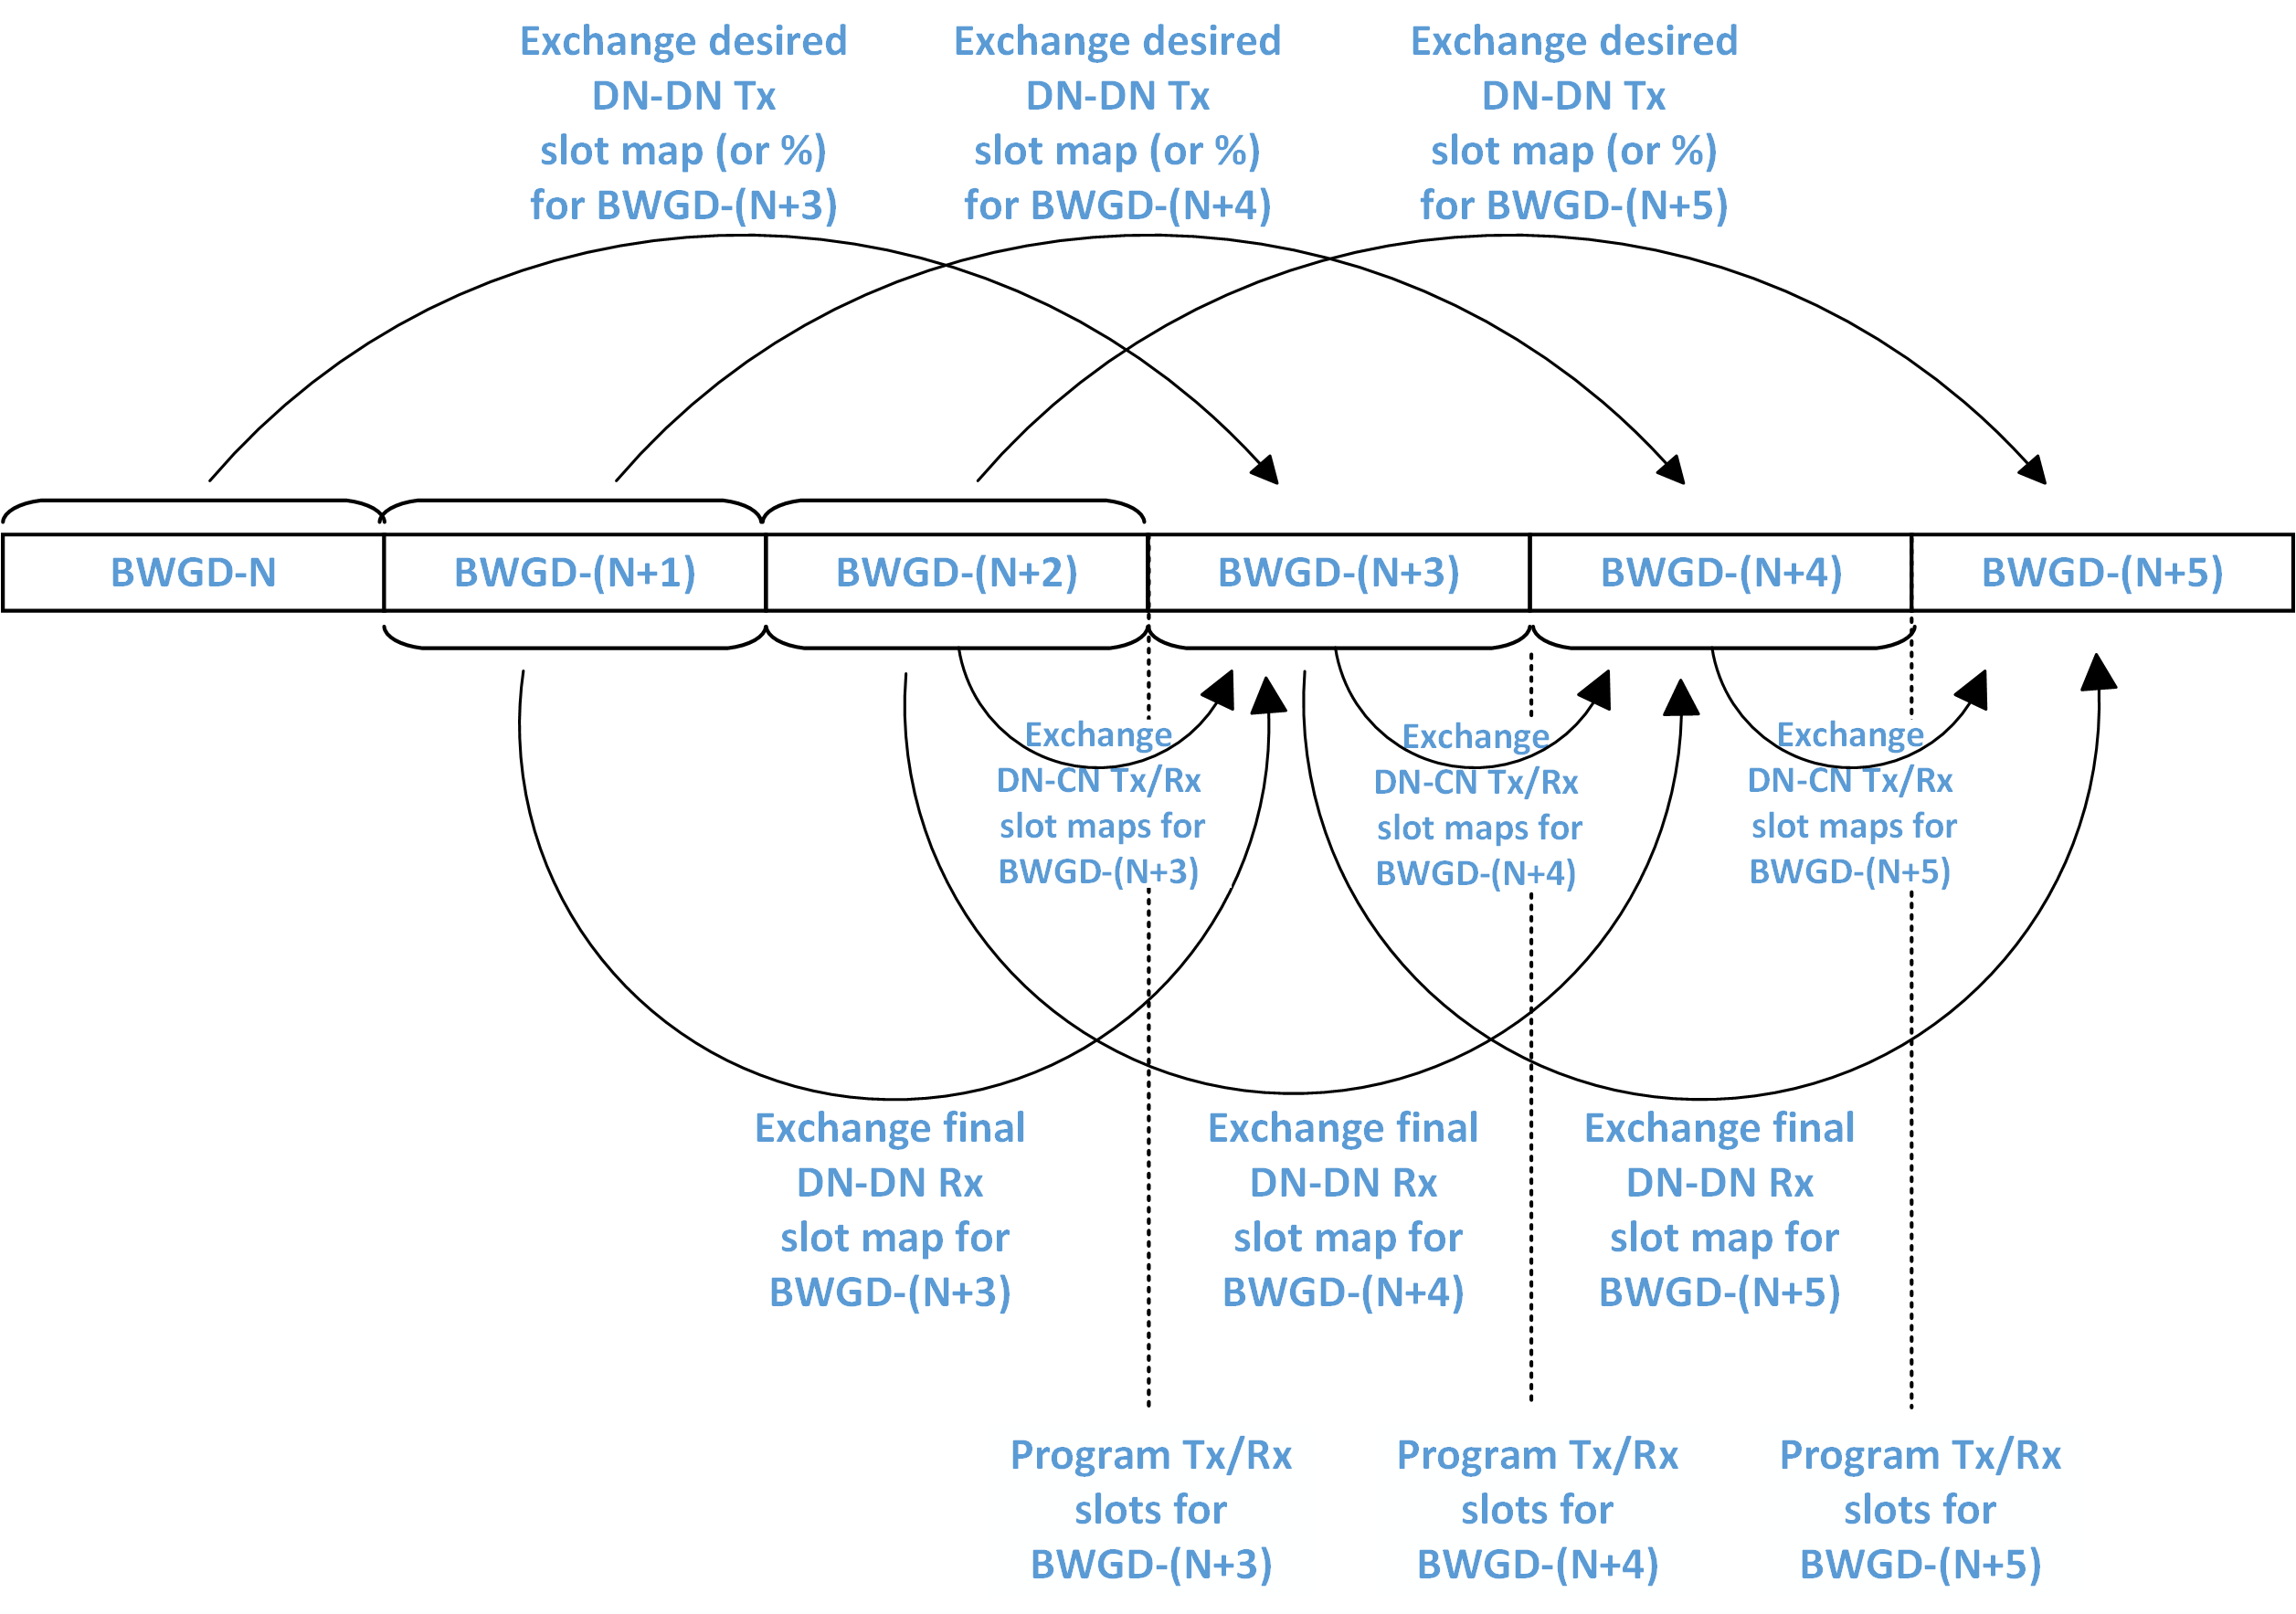 Exchange desired
DN-DN Tx
slot map (or %)
for BWGD-(N+3)
Exchange desired
DN-DN Tx
slot map (or %)
for BWGD-(N+4)
Exchange desired
DN-DN Tx
slot map (or %)
for BWGD-(N+5)
BWGD-N
BWGD-(N+1)
BWGD-(N+2)
BWGD-(N+3)
BWGD-(N+4)
BWGD-(N+5)
Exchange
DN-CN Tx/Rx
slot maps for
BWGD-(N+3)
Exchange
DN-CN Tx/Rx
slot maps for
BWGD-(N+4)
Exchange
DN-CN Tx/Rx
slot maps for
BWGD-(N+5)
Exchange final
DN-DN Rx
slot map for
BWGD-(N+3)
Exchange final
DN-DN Rx
slot map for
BWGD-(N+4)
Exchange final
DN-DN Rx
slot map for
BWGD-(N+5)
Program Tx/Rx
slots for
BWGD-(N+3)
Program Tx/Rx
slots for
BWGD-(N+4)
Program Tx/Rx
slots for
BWGD-(N+5)